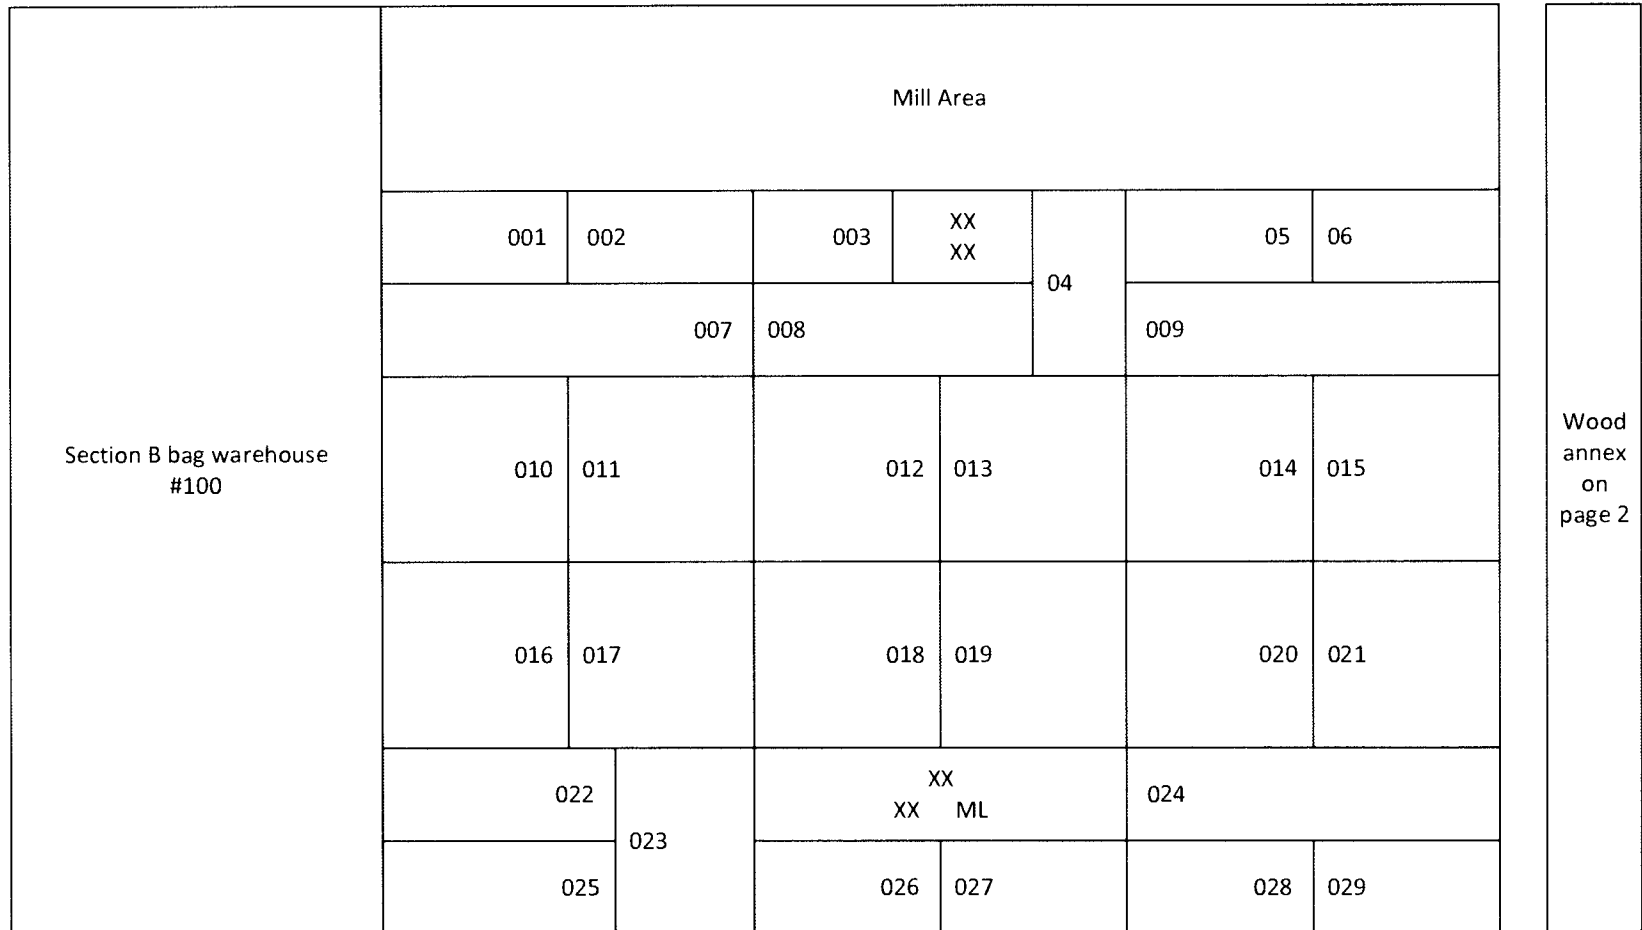 Mill Area
001 002 003 XX 05 06
XX
04
007 008 009
Section B bag warehouse
#100
010 011 012 013 014 015
Wood
annex
on
page 2
016 017 018 019 020 021
022 XX 024
XX ML
023
025 026 027 028 029